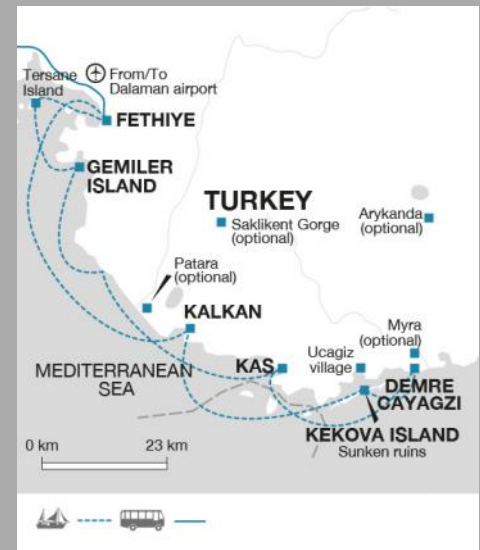 Tersane
Island
From/To
Dalaman airport
FETHIYE
GEMILER
ISLAND
TURKEY
Saklikent Gorge
(optional)
Arykanda
(optional)
Patara
(optional)
KALKAN
Myra
(optional)
MEDITERRANEAN
SEA
KAS
Ucagiz
village
DEMRE
CAYAGZI
KEKOVA ISLAND
Sunken ruins
0 km
23 km